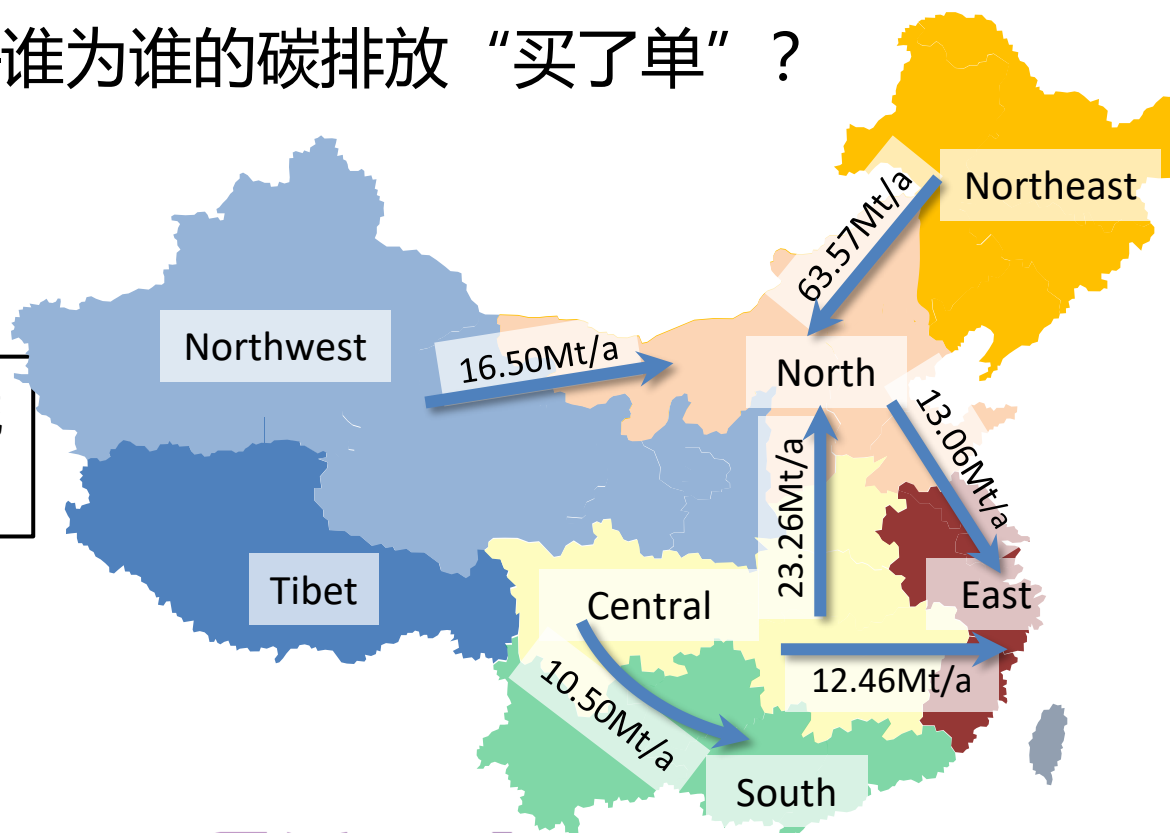 谁为谁的碳排放“买了单”？
Northeast
63.57Mt/a
Northwest
16.50Mt/a
North
13.06Mt/a
23.26Mt/a
Tibet
Central
East
12.46Mt/a
10.50Mt/a
South